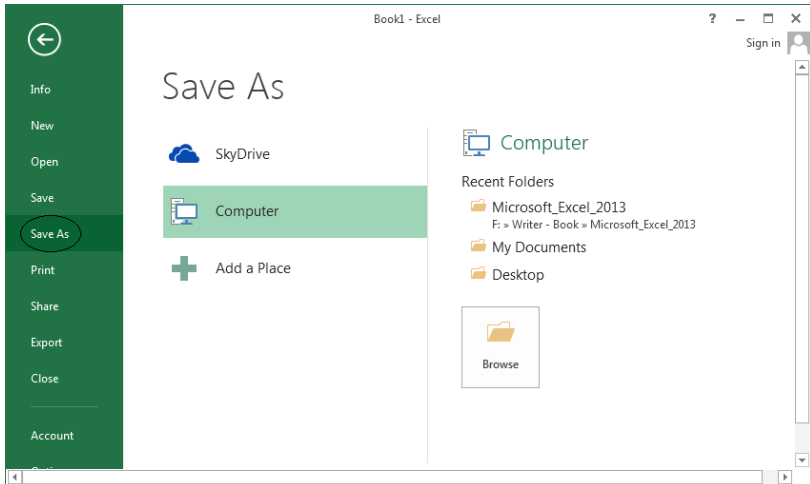 Book1 - Excel
?
Sign in
Info
New
Open
Save
Save As
Print
Share
Export
Close
Account
Save As
SkyDrive
Computer
Add a Place
Computer
Recent Folders
Microsoft_Excel_2013
F: » Writer - Book » Microsoft_Excel_2013
My Documents
Desktop
Browse